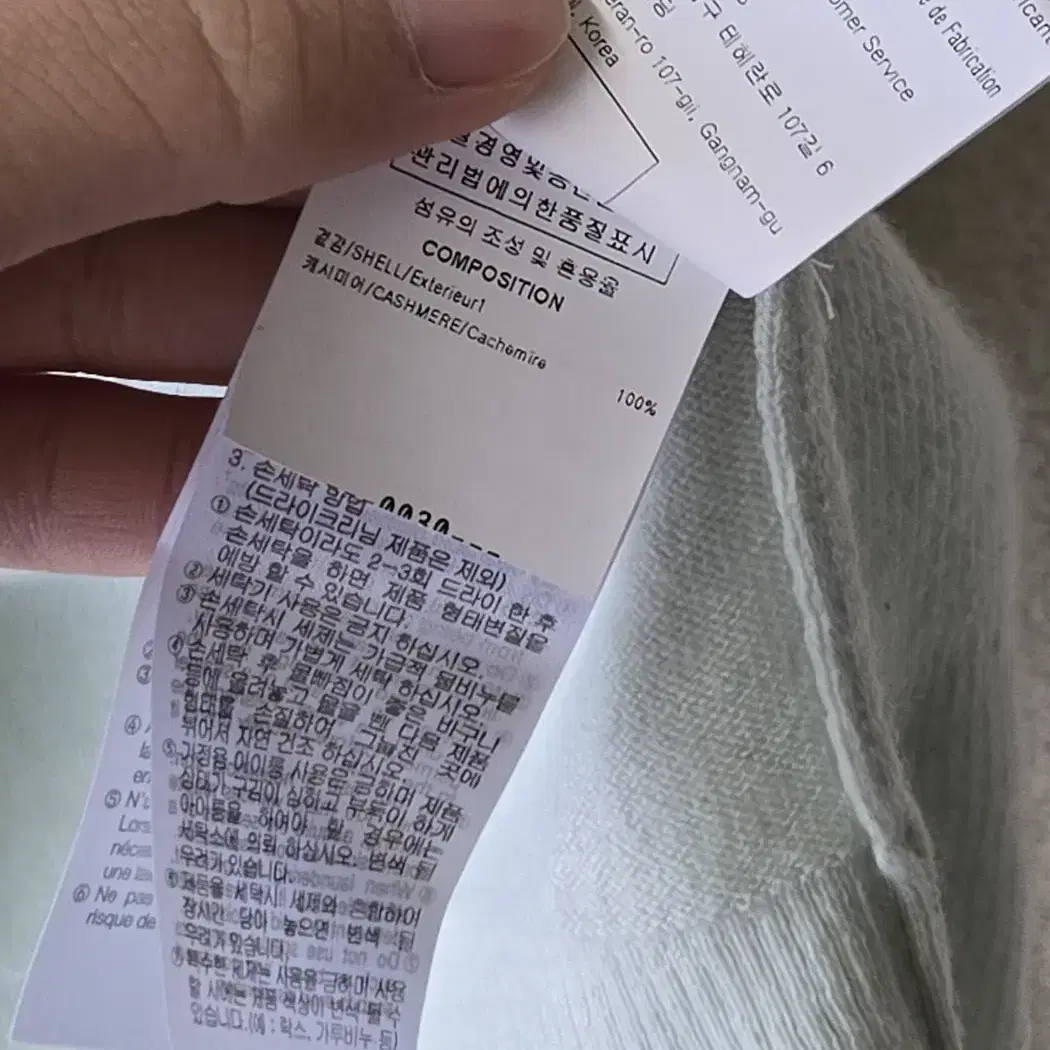 ricant
e de Fabrication
omer Service
구 테헤란로 107길 6
eran-ro 107-gil, Gangnam-gu
, Korea
관리법에의한품질표시
섬유의 조성 및 혼용율
COMPOSITION
겉감/SHELL/Exterieur1
캐시미어/CASHMERE/Cachemire
100%
0030
3. 손세탁 방법
(드라이크리닝 제품은 제외)
① 손세탁이라도 2-3회 드라이 한 후
손세탁을 하면 제품 형태변질을
예방 할 수 있습니다.
② 세탁기 사용은 금지 하십시오.
③ 손세탁시 세제는 가급적 물비누를
사용하며 가볍게 세탁 하십시오.
④ 손세탁 후 물빠짐이 좋은 바구니
등에 올려놓고 물을 뺀 다음 제품
형태를 손질하여 그늘진 곳에
뉘어서 자연 건조 하십시오
⑤ 가정용 아이롱 사용은 금하며 제품
상태가 구김이 심하고 부득이 하게
아이롱을 하여야 할 경우에는
세탁소에 의뢰 하십시오. 변색 될
우려가 있습니다.
제품을 세탁시 세제와 혼합하여
장시간 담아 놓으면 변색 될
우려가 있습니다.
특수한 세제는 사용을 금하며 사용
할 시에는 제품 색상이 변색 될 수
있습니다.(예 : 락스, 가루비누 등)
③
④
la
en
⑤ N'u
Lors
néces
une la
⑥ Ne pas
risque de